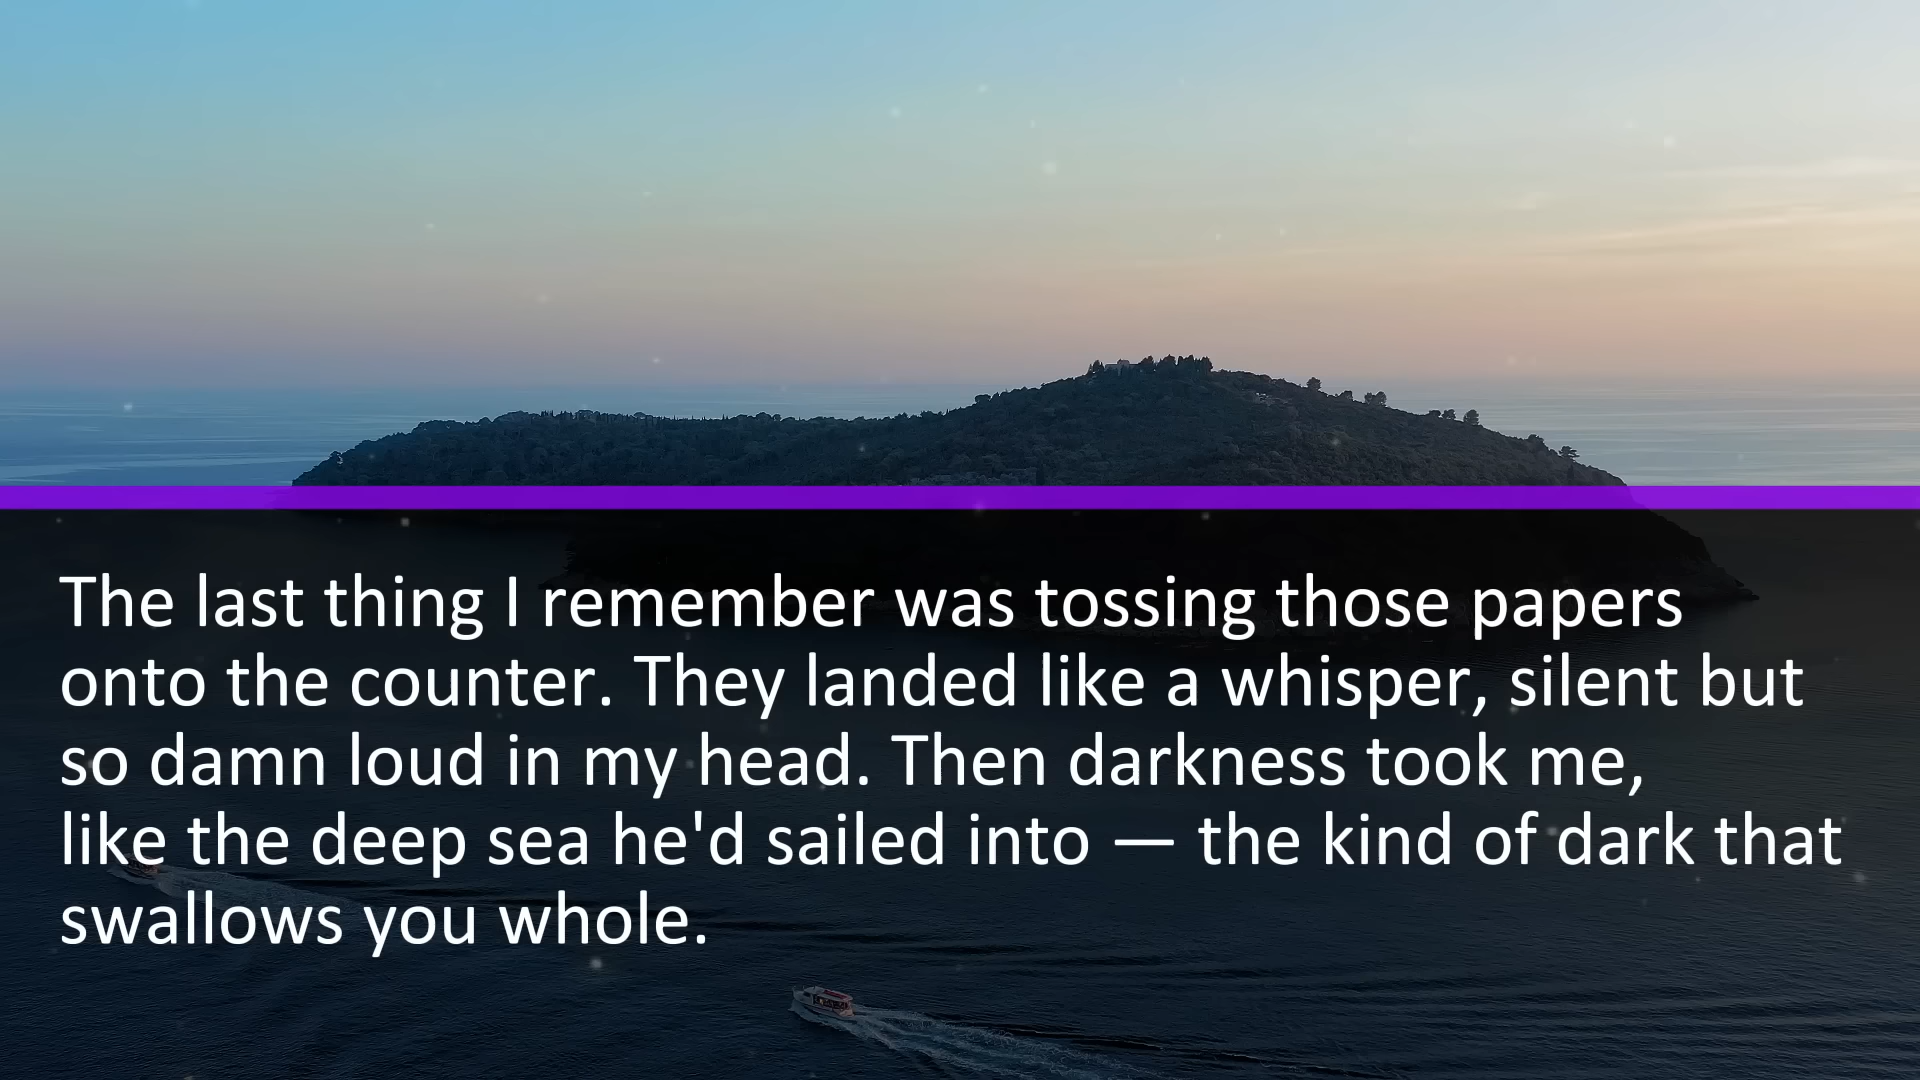 The last thing I remember was tossing those papers
onto the counter. They landed like a whisper, silent but
so damn loud in my head. Then darkness took me,
like the deep sea he'd sailed into — the kind of dark that
swallows you whole.